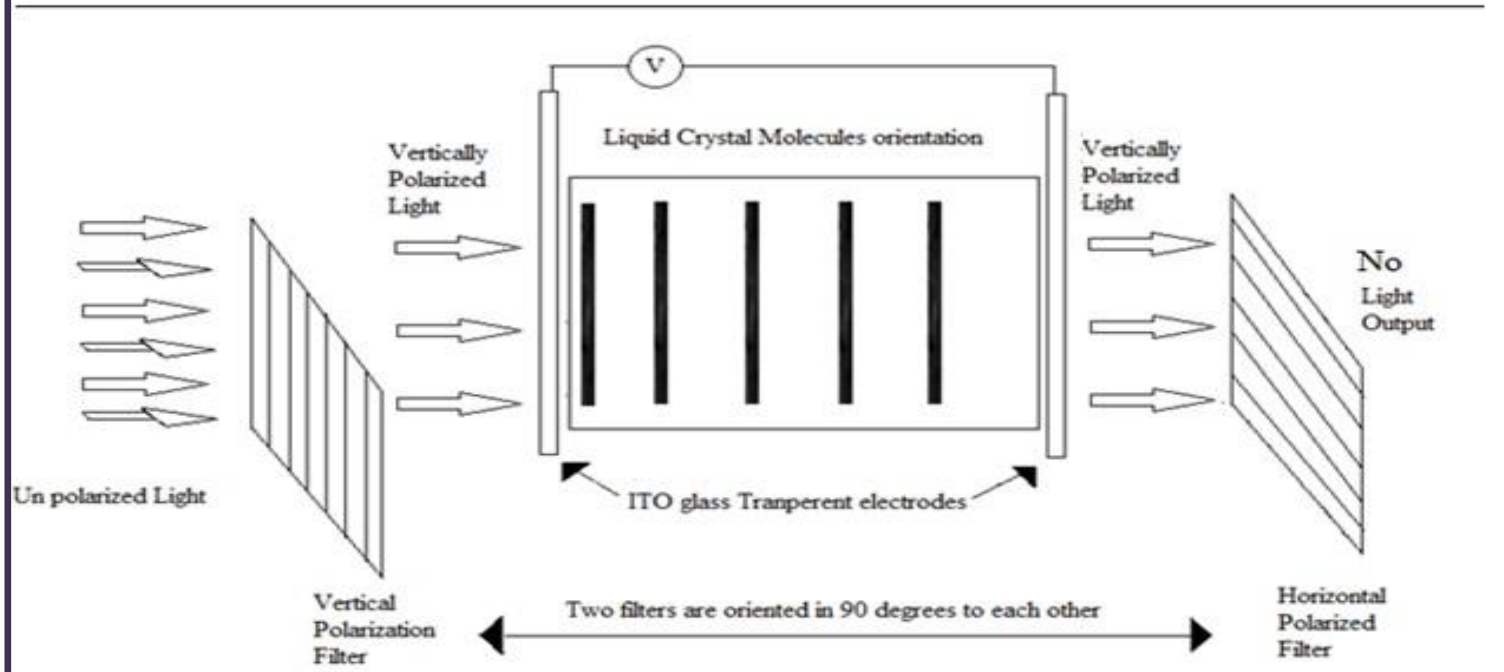 V
Liquid Crystal Molecules orientation
Vertically
Polarized
Light
Vertically
Polarized
Light
No
Light
Output
Un polarized Light
ITO glass Tranperent electrodes
Vertical
Polarization
Filter
Two filters are oriented in 90 degrees to each other
Horizontal
Polarized
Filter